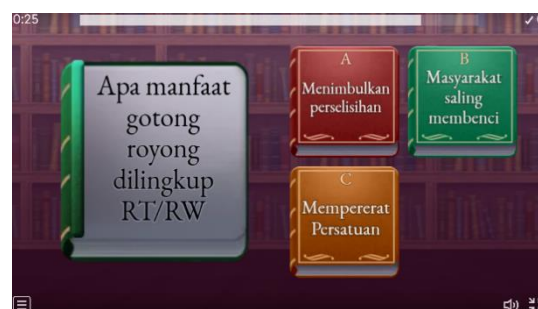 0:25
Apa manfaat
gotong
royong
dilingkup
RT/RW
A
Menimbulkan
perselisihan
B
Masyarakat
saling
membenci
C
Mempererat
Persatuan